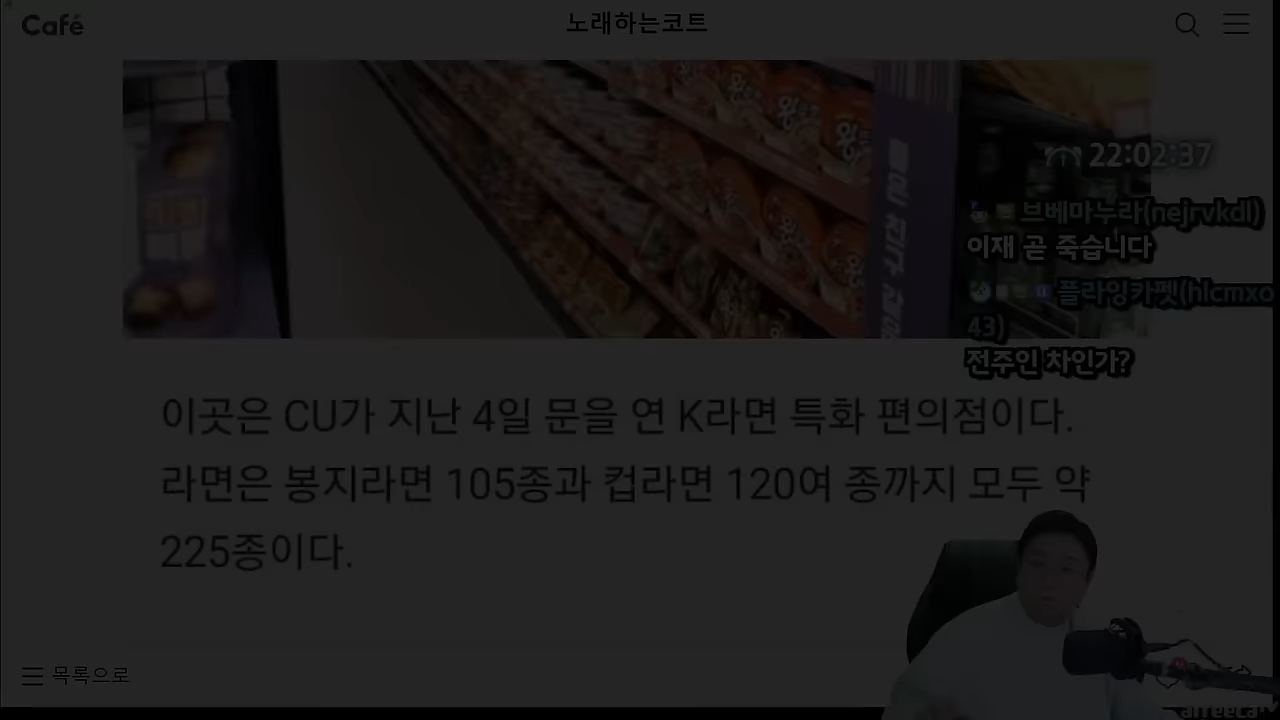 Café
노래하는코트
22:02:37
브베마누라(nejrvkdl)
이재 곧 죽습니다
플라잉카펫(hlcmxo
43)
전주인 차인가?
이곳은 CU가 지난 4일 문을 연 K라면 특화 편의점이다.
라면은 봉지라면 105종과 컵라면 120여 종까지 모두 약
225종이다.
목록으로
afreecaTV